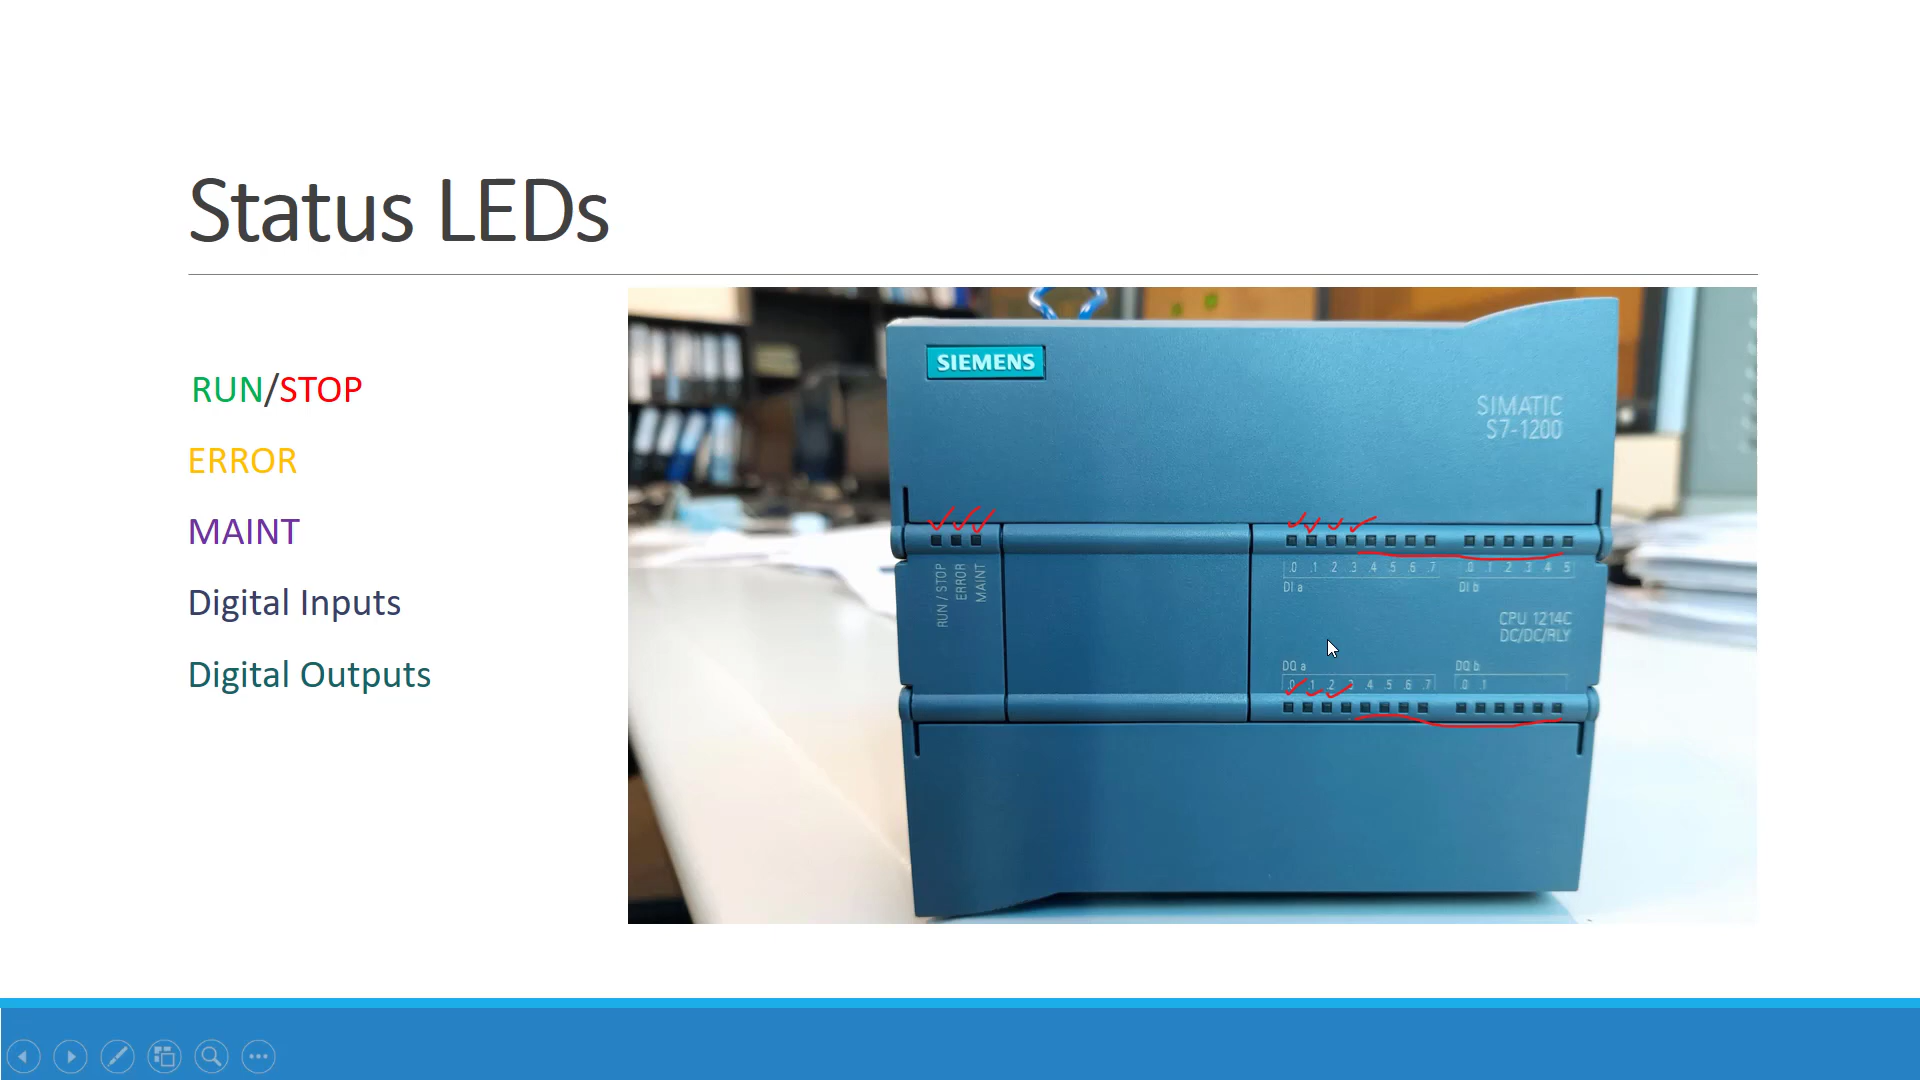 Status LEDs
RUN/STOP
ERROR
MAINT
Digital Inputs
Digital Outputs
SIEMENS
SIMATIC
S7-1200
RUN / STOP
ERROR
MAINT
.0 .1 .2 .3 .4 .5 .6 .7 .0 .1 .2 .3 .4 .5
DI a DI b
CPU 1214C
DC/DC/RLY
DQ a DQ b
.0 .1 .2 .3 .4 .5 .6 .7 .0 .1